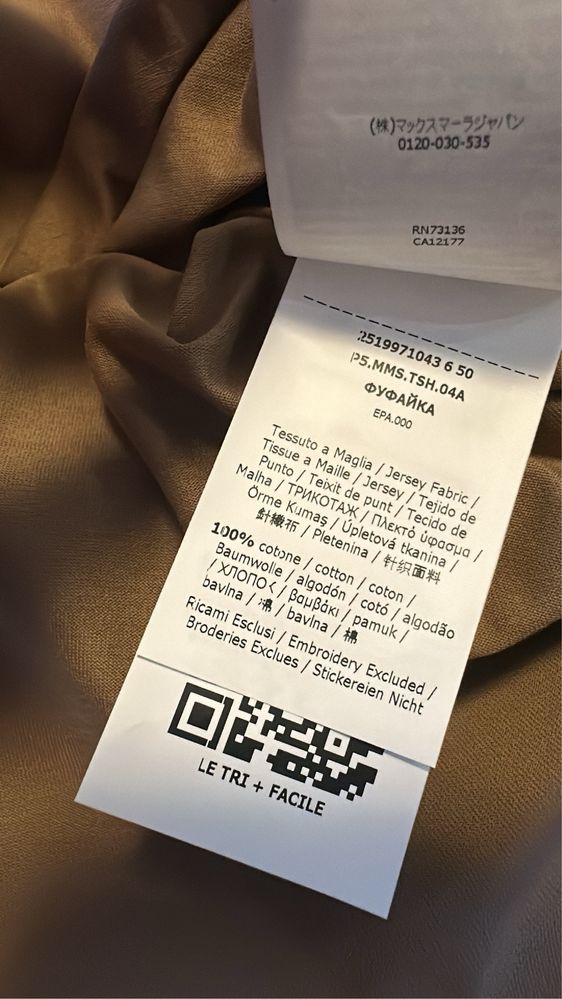 (株)マックスマーラジャパン
0120-030-535
RN73136
CA12177
2519971043 6 50
P5.MMS.TSH.04A
ФУФАЙКА
EPA.000
Tessuto a Maglia / Jersey Fabric /
Tissue a Maille / Jersey / Tejido de
Punto / Teixit de punt / Tecido de
Malha / ТРИКОТАЖ / Πλεκτό ύφασμα /
Örme Kumaş / Úpletová tkanina /
針織布 / Pletenina / 针织面料
100% cotone / cotton / coton /
Baumwolle / algodón / cotó / algodão
/ ХЛОПОК / βαμβάκι / pamuk /
bavlna / 棉 / bavlna / 棉
Ricami Esclusi / Embroidery Excluded /
Broderies Exclues / Stickereien Nicht
LE TRI + FACILE